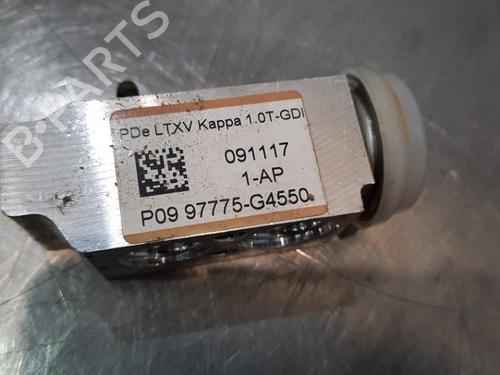 PDe LTXV Kappa 1.0T-GDI
091117
1-AP
P09 97775-G4550
B-PARTS